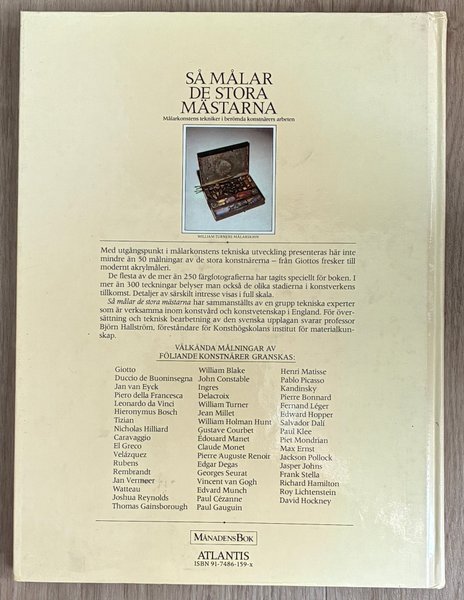 SÅ MÅLAR
DE STORA
MÄSTARNA
Målarkonstens tekniker i berömda konstnärers arbeten
WILLIAM TURNERS MÅLARSKRIN
Med utgångspunkt i målarkonstens tekniska utveckling presenteras här inte
mindre än 50 målningar av de stora konstnärerna – från Giottos fresker till
modernt akrylmåleri.
De flesta av de mer än 250 färgfotografierna har tagits speciellt för boken. I
mer än 300 teckningar belyser man också de olika stadierna i konstverkens
tillkomst. Detaljer av särskilt intresse visas i full skala.
Så målar de stora mästarna har sammanställts av en grupp tekniska experter
som är verksamma inom konstvård och konstvetenskap i England. För över-
sättning och teknisk bearbetning av den svenska upplagan svarar professor
Björn Hallström, föreståndare för Konsthögskolans institut för materialkun-
skap.
VÄLKÄNDA MÅLNINGAR AV
FÖLJANDE KONSTNÄRER GRANSKAS:
Giotto
Duccio de Buoninsegna
Jan van Eyck
Piero della Francesca
Leonardo da Vinci
Hieronymus Bosch
Tizian
Nicholas Hilliard
Caravaggio
El Greco
Velázquez
Rubens
Rembrandt
Jan Vermeer
Watteau
Joshua Reynolds
Thomas Gainsborough
William Blake
John Constable
Ingres
Delacroix
William Turner
Jean Millet
William Holman Hunt
Gustave Courbet
Édouard Manet
Claude Monet
Pierre Auguste Renoir
Edgar Degas
Georges Seurat
Vincent van Gogh
Edvard Munch
Paul Cézanne
Paul Gauguin
Henri Matisse
Pablo Picasso
Kandinsky
Pierre Bonnard
Fernand Léger
Edward Hopper
Salvador Dalí
Paul Klee
Piet Mondrian
Max Ernst
Jackson Pollock
Jasper Johns
Frank Stella
Richard Hamilton
Roy Lichtenstein
David Hockney
MÅNADENS BOK
ATLANTIS
ISBN 91-7486-159-x